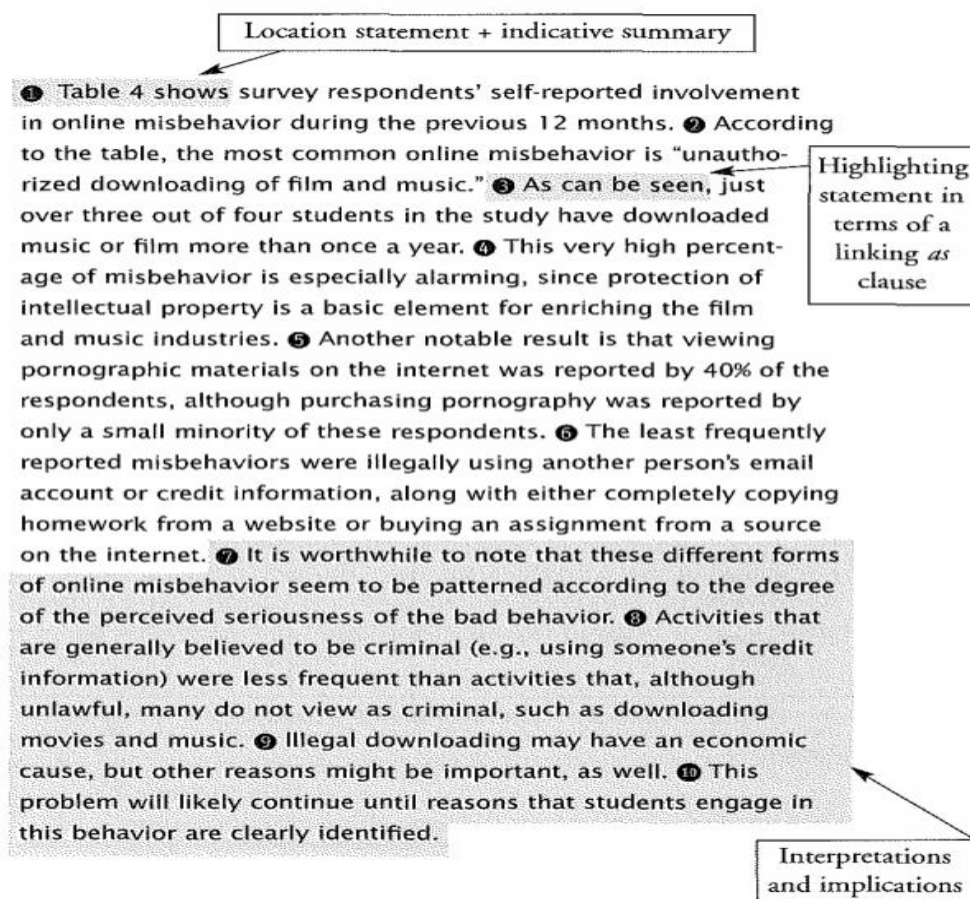 Location statement + indicative summary
❶ Table 4 shows survey respondents' self-reported involvement
in online misbehavior during the previous 12 months. ❷ According
to the table, the most common online misbehavior is "unautho-
rized downloading of film and music." ❸ As can be seen, just
over three out of four students in the study have downloaded
music or film more than once a year. ❹ This very high percent-
age of misbehavior is especially alarming, since protection of
intellectual property is a basic element for enriching the film
and music industries. ❺ Another notable result is that viewing
pornographic materials on the internet was reported by 40% of the
respondents, although purchasing pornography was reported by
only a small minority of these respondents. ❻ The least frequently
reported misbehaviors were illegally using another person's email
account or credit information, along with either completely copying
homework from a website or buying an assignment from a source
on the internet. ❼ It is worthwhile to note that these different forms
of online misbehavior seem to be patterned according to the degree
of the perceived seriousness of the bad behavior. ❽ Activities that
are generally believed to be criminal (e.g., using someone's credit
information) were less frequent than activities that, although
unlawful, many do not view as criminal, such as downloading
movies and music. ❾ Illegal downloading may have an economic
cause, but other reasons might be important, as well. ❿ This
problem will likely continue until reasons that students engage in
this behavior are clearly identified.
Highlighting
statement in
terms of a
linking as
clause
Interpretations
and implications